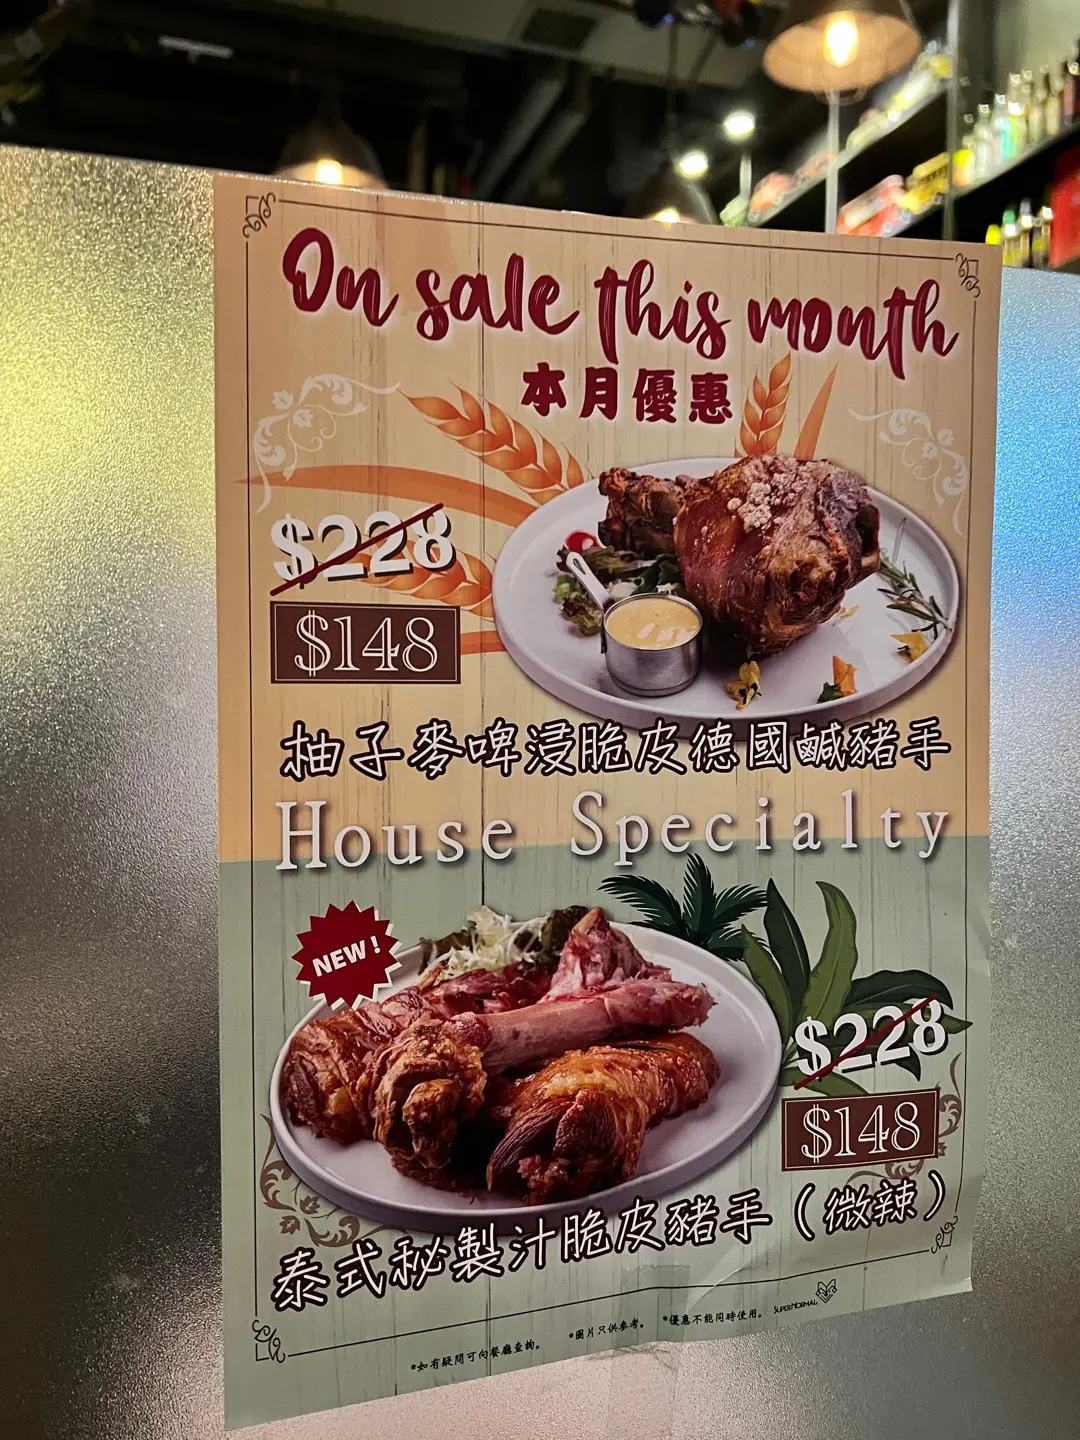 On sale this month
本月優惠
$228
$148
柚子麥啤浸脆皮德國鹹豬手
House Specialty
NEW!
$228
$148
泰式秘製汁脆皮豬手（微辣）
*如有疑問可向餐廳查詢。 *圖片只供參考。 *優惠不能同時使用。
SUPERNORMAL